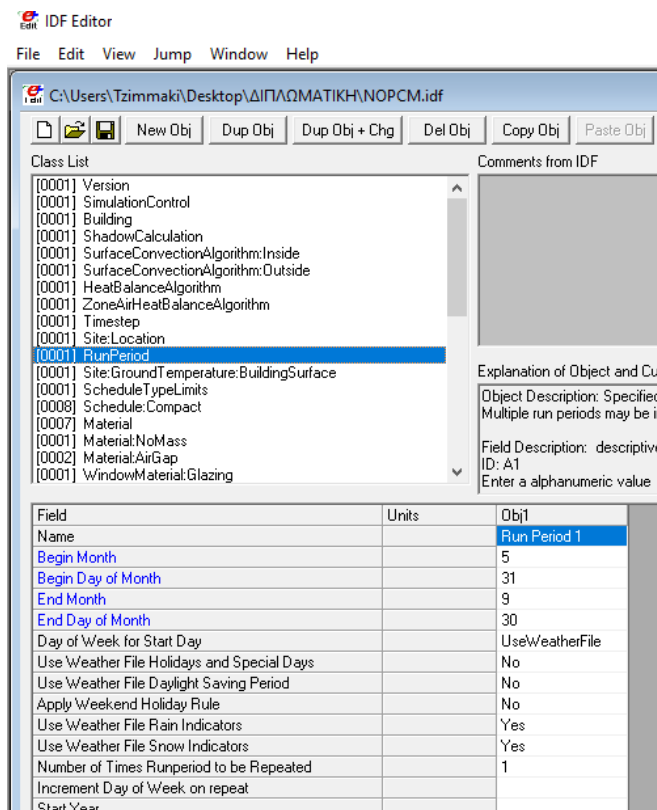 IDF Editor
File Edit View Jump Window Help
C:\Users\Tzimmaki\Desktop\ΔΙΠΛΩΜΑΤΙΚΗ\NOPCM.idf
New Obj Dup Obj Dup Obj + Chg Del Obj Copy Obj Paste Obj
Class List
Comments from IDF
[0001] Version
[0001] SimulationControl
[0001] Building
[0001] ShadowCalculation
[0001] SurfaceConvectionAlgorithm:Inside
[0001] SurfaceConvectionAlgorithm:Outside
[0001] HeatBalanceAlgorithm
[0001] ZoneAirHeatBalanceAlgorithm
[0001] Timestep
[0001] Site:Location
[0001] RunPeriod
[0001] Site:GroundTemperature:BuildingSurface
[0001] ScheduleTypeLimits
[0008] Schedule:Compact
[0007] Material
[0001] Material:NoMass
[0002] Material:AirGap
[0001] WindowMaterial:Glazing
Explanation of Object and Cu
Object Description: Specified
Multiple run periods may be i
Field Description: descriptive
ID: A1
Enter a alphanumeric value
Field Units Obj1
Name Run Period 1
Begin Month 5
Begin Day of Month 31
End Month 9
End Day of Month 30
Day of Week for Start Day UseWeatherFile
Use Weather File Holidays and Special Days No
Use Weather File Daylight Saving Period No
Apply Weekend Holiday Rule No
Use Weather File Rain Indicators Yes
Use Weather File Snow Indicators Yes
Number of Times Runperiod to be Repeated 1
Increment Day of Week on repeat
Start Year